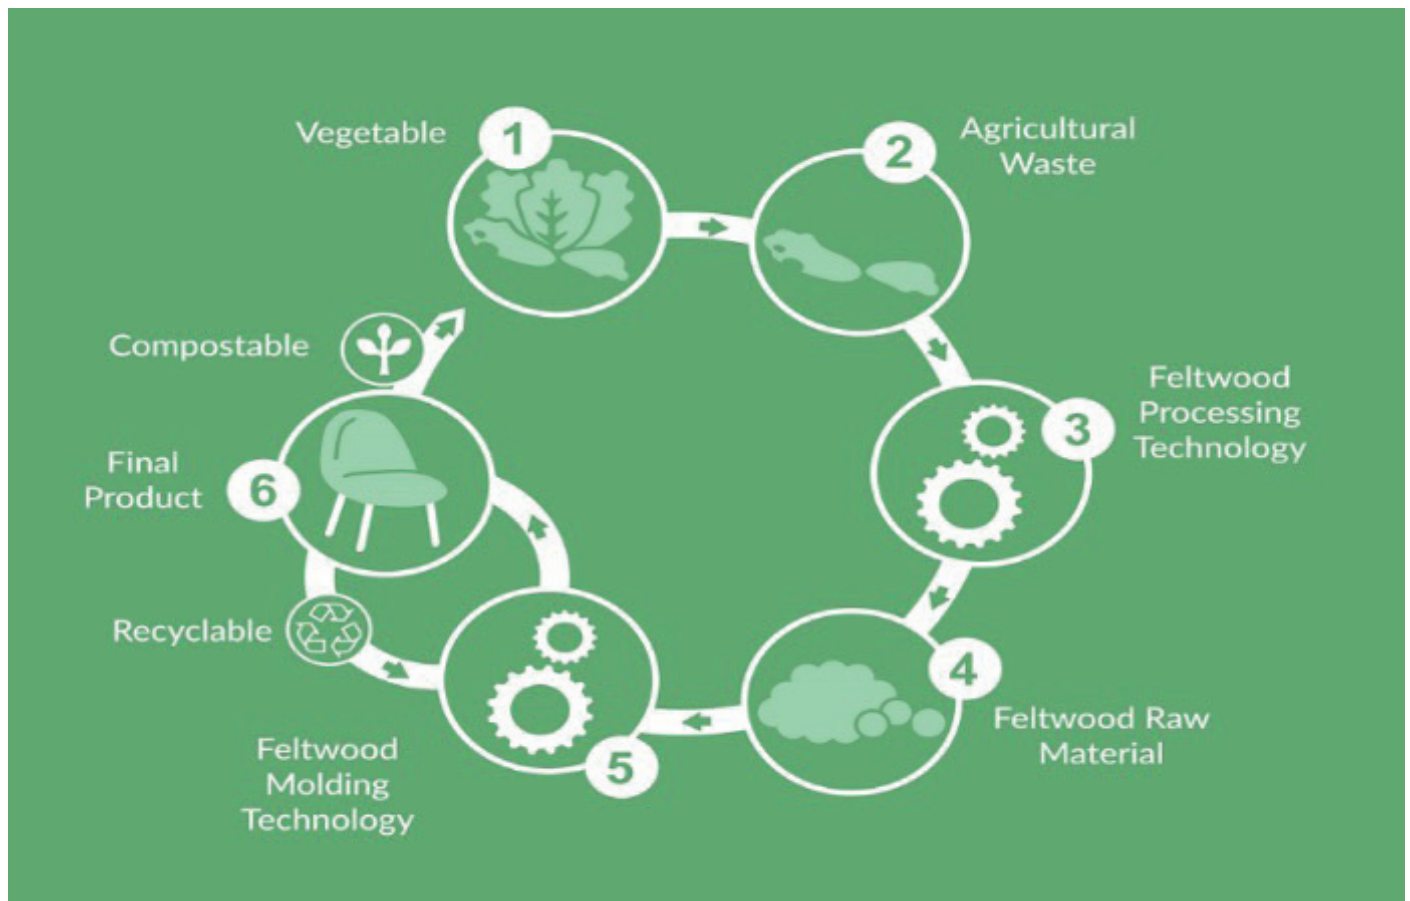 Vegetable
1
2
Agricultural
Waste
Compostable
Feltwood
Processing
Technology
3
Final
Product
6
Recyclable
4
Feltwood Raw
Material
Feltwood
Molding
Technology
5